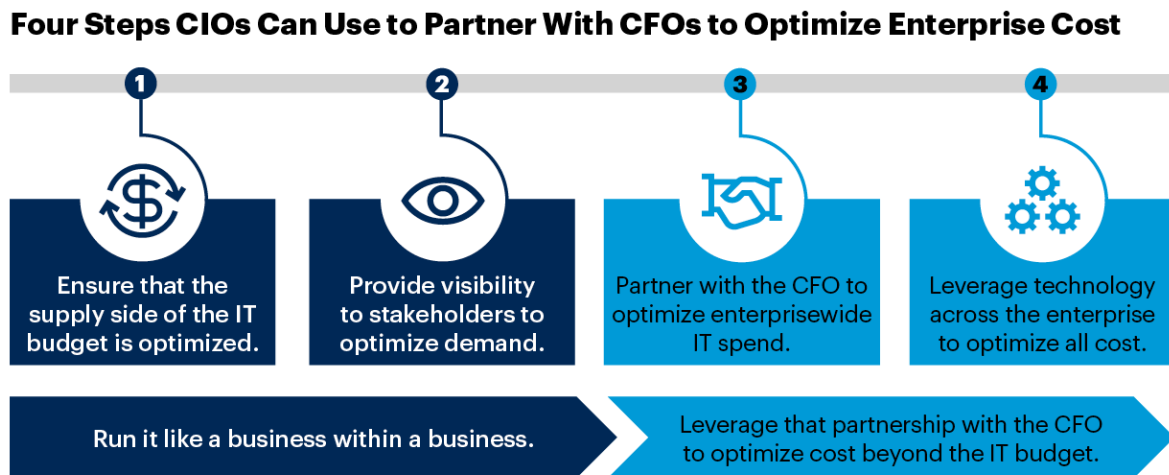 Four Steps CIOs Can Use to Partner With CFOs to Optimize Enterprise Cost
1
2
3
4
$
Ensure that the
supply side of the IT
budget is optimized.
Provide visibility
to stakeholders to
optimize demand.
Partner with the CFO to
optimize enterprisewide
IT spend.
Leverage technology
across the enterprise
to optimize all cost.
Run it like a business within a business.
Leverage that partnership with the CFO
to optimize cost beyond the IT budget.